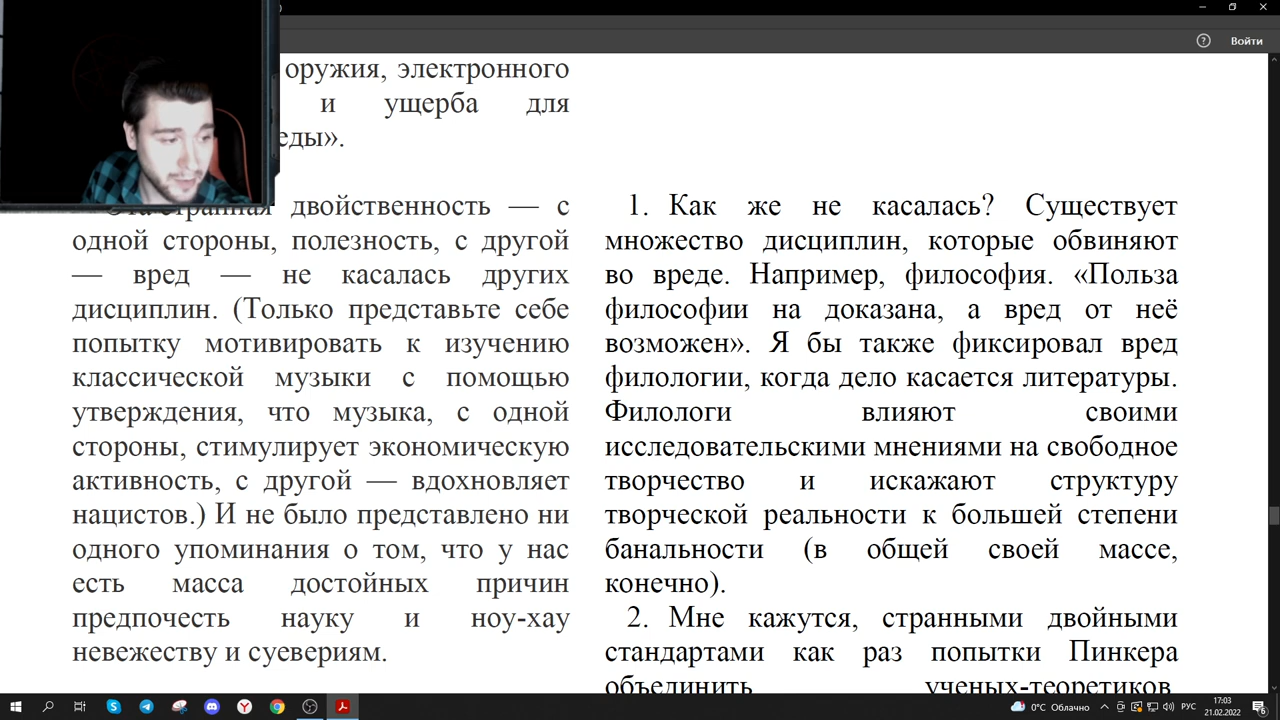 Войти
оружия, электронного
и ущерба для
еды».
двойственность — с
одной стороны, полезность, с другой
— вред — не касалась других
дисциплин. (Только представьте себе
попытку мотивировать к изучению
классической музыки с помощью
утверждения, что музыка, с одной
стороны, стимулирует экономическую
активность, с другой — вдохновляет
нацистов.) И не было представлено ни
одного упоминания о том, что у нас
есть масса достойных причин
предпочесть науку и ноу-хау
невежеству и суевериям.
1. Как же не касалась? Существует
множество дисциплин, которые обвиняют
во вреде. Например, философия. «Польза
философии на доказана, а вред от неё
возможен». Я бы также фиксировал вред
филологии, когда дело касается литературы.
Филологи влияют своими
исследовательскими мнениями на свободное
творчество и искажают структуру
творческой реальности к большей степени
банальности (в общей своей массе,
конечно).
2. Мне кажутся, странными двойными
стандартами как раз попытки Пинкера
объединить ученых-теоретиков,
0°C Облачно
РУС
17:03
21.02.2022
6